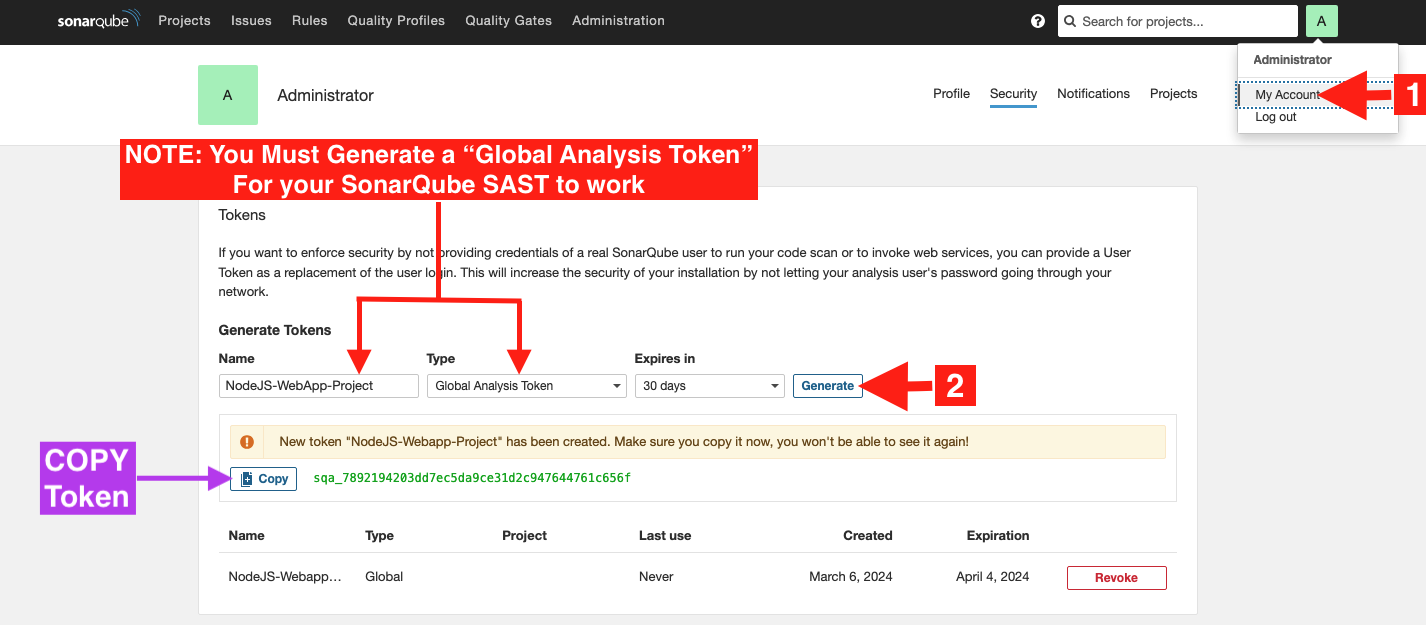 sonarqube Projects Issues Rules Quality Profiles Quality Gates Administration ? Search for projects... A
Administrator
My Account
1
Log out
A
Administrator
Profile Security Notifications Projects
NOTE: You Must Generate a “Global Analysis Token”
For your SonarQube SAST to work
Tokens
If you want to enforce security by not providing credentials of a real SonarQube user to run your code scan or to invoke web services, you can provide a User
Token as a replacement of the user login. This will increase the security of your installation by not letting your analysis user's password going through your
network.
Generate Tokens
Name Type Expires in
NodeJS-WebApp-Project Global Analysis Token 30 days Generate
2
New token "NodeJS-Webapp-Project" has been created. Make sure you copy it now, you won't be able to see it again!
COPY
Token
Copy sqa_7892194203dd7ec5da9ce31d2c947644761c656f
Name Type Project Last use Created Expiration
NodeJS-Webapp... Global Never March 6, 2024 April 4, 2024 Revoke